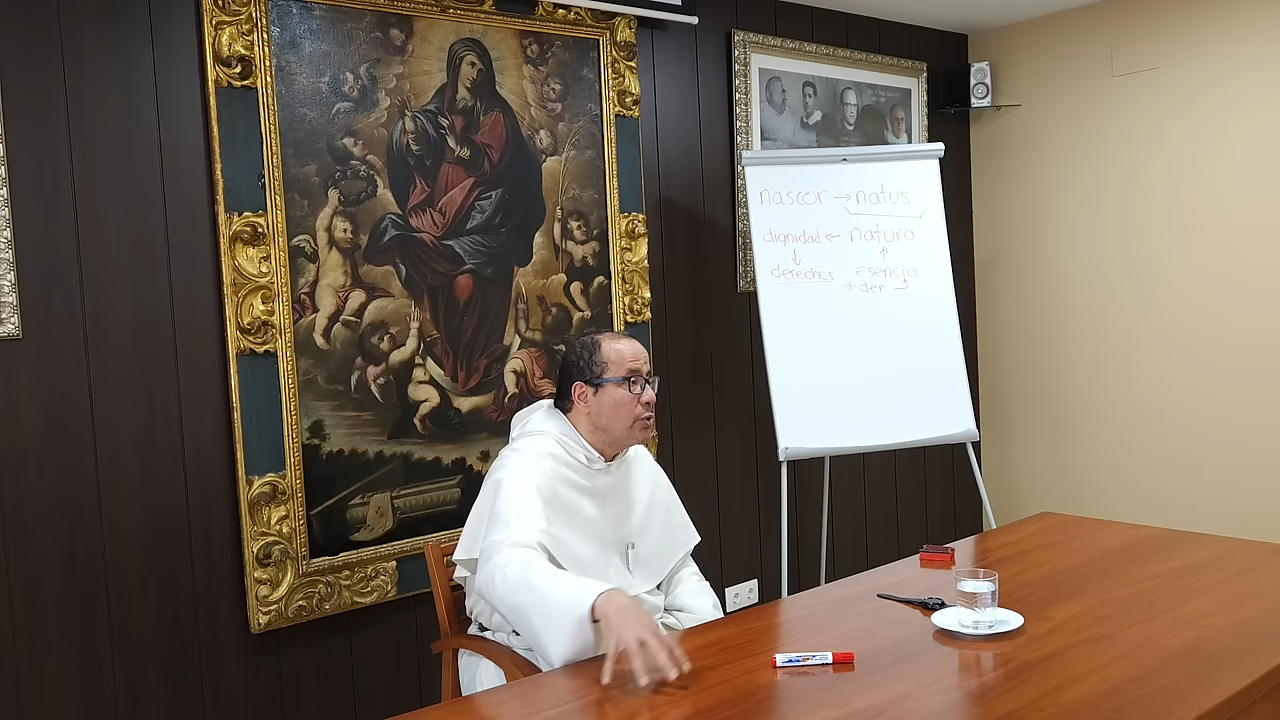 nascor → natus
dignidad ← natura
↓ ↑
derechos esencia
+ der.